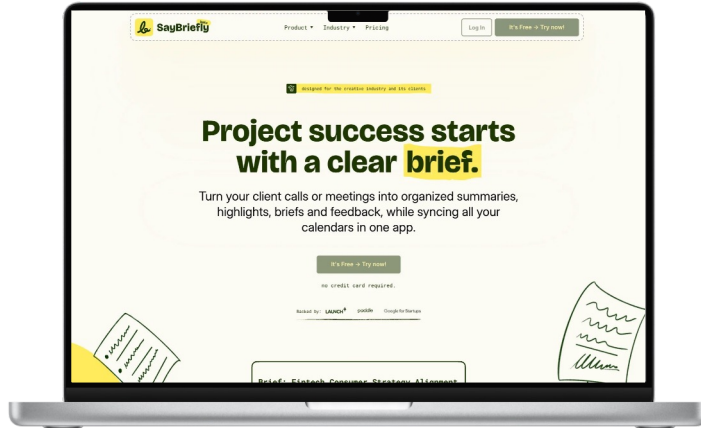 SayBriefly
Product Industry Pricing
Log In
It's Free → Try now!
designed for the creative industry and its clients
Project success starts
with a clear brief.
Turn your client calls or meetings into organized summaries,
highlights, briefs and feedback, while syncing all your
calendars in one app.
It's Free → Try now!
no credit card required.
Backed by: LAUNCH paddle Google for Startups
Brief: Fintech Consumer Strategy Alignment